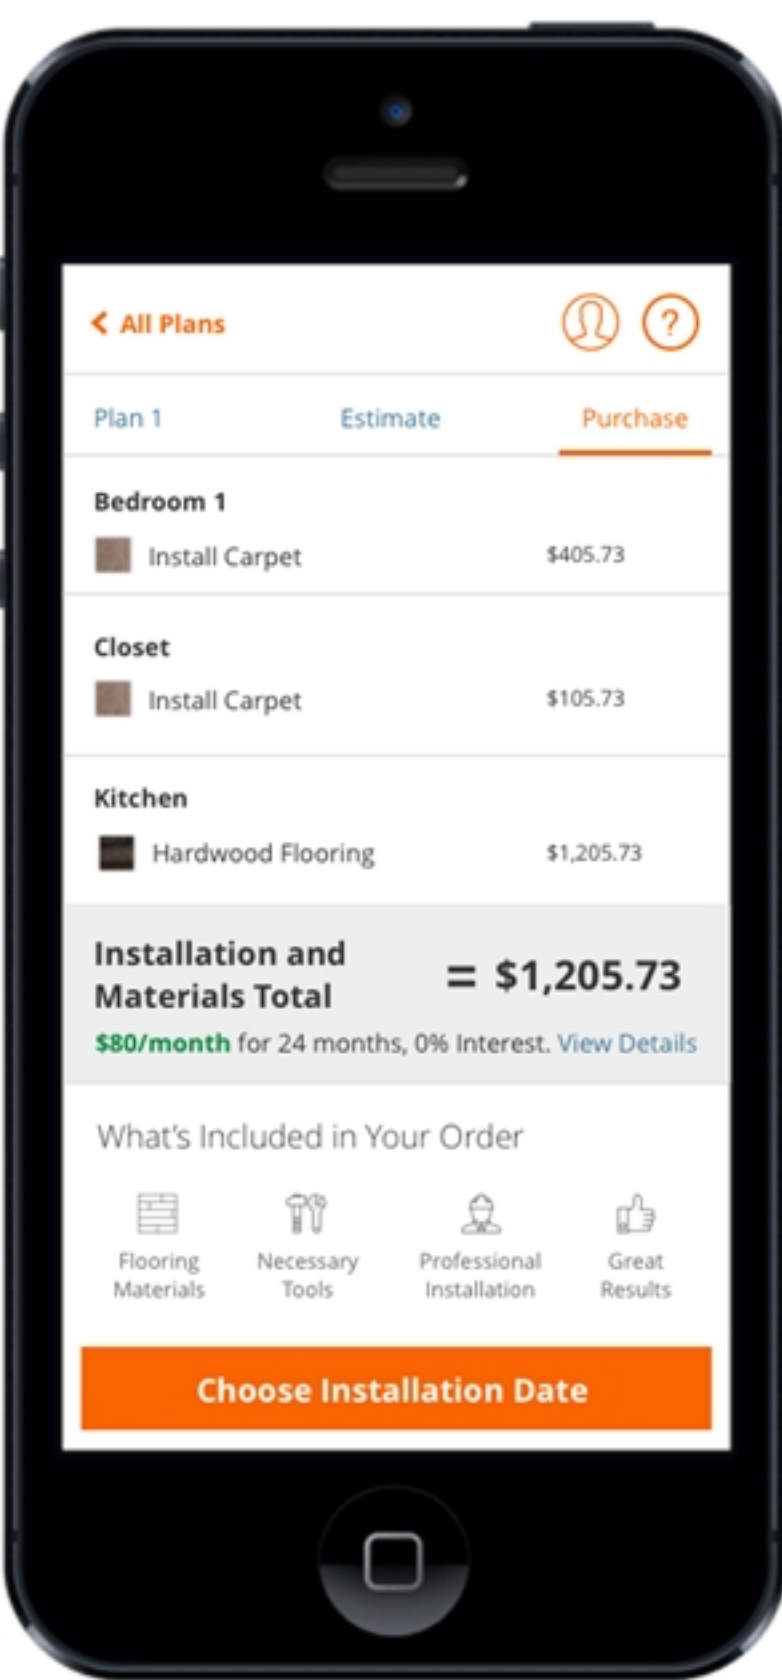 All Plans
?
Plan 1 Estimate Purchase
Bedroom 1
Install Carpet $405.73
Closet
Install Carpet $105.73
Kitchen
Hardwood Flooring $1,205.73
Installation and
Materials Total = $1,205.73
$80/month for 24 months, 0% Interest. View Details
What's Included in Your Order
Flooring Necessary Professional Great
Materials Tools Installation Results
Choose Installation Date